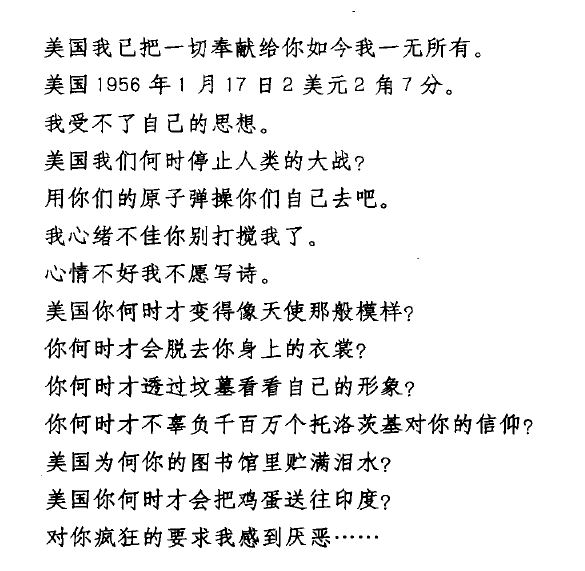 美国我已把一切奉献给你如今我一无所有。
美国1956年1月17日2美元2角7分。
我受不了自己的思想。
美国我们何时停止人类的大战?
用你们的原子弹操你们自己去吧。
我心绪不佳你别打搅我了。
心情不好我不愿写诗。
美国你何时才变得像天使那般模样?
你何时才会脱去你身上的衣裳?
你何时才透过坟墓看看自己的形象?
你何时才不辜负千百万个托洛茨基对你的信仰?
美国为何你的图书馆里贮满泪水?
美国你何时才会把鸡蛋送往印度?
对你疯狂的要求我感到厌恶……